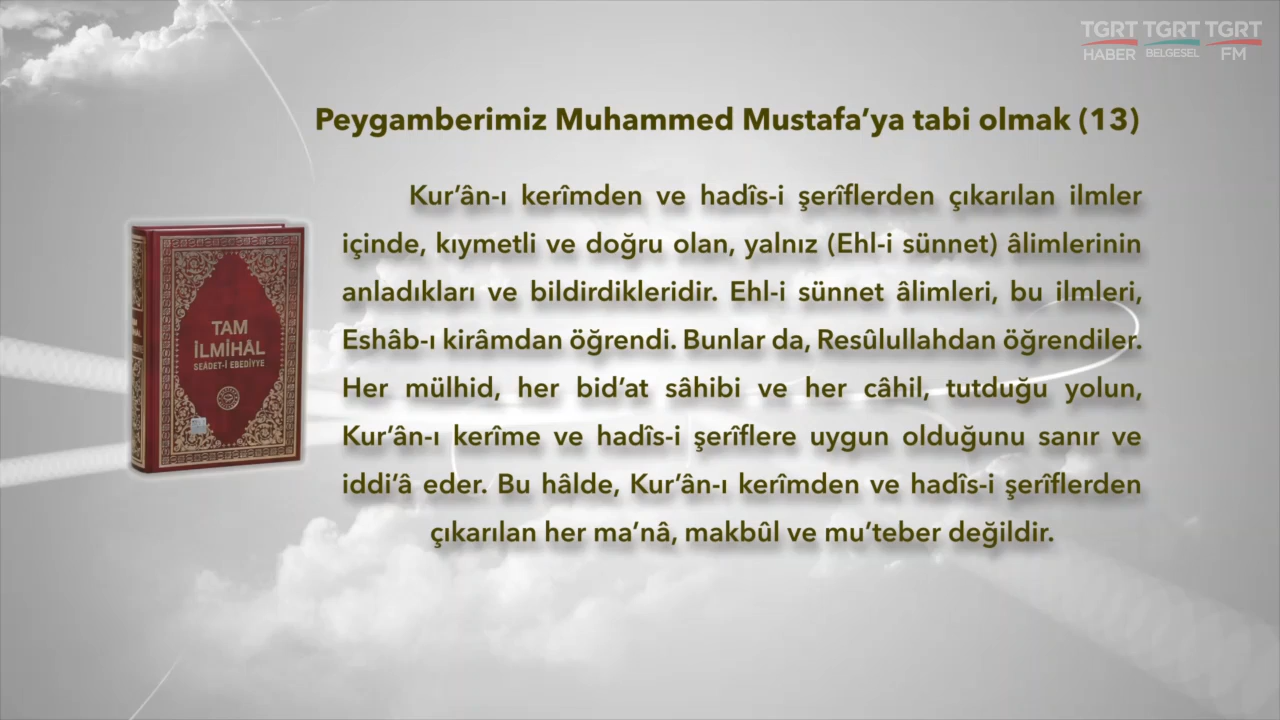 TGRT TGRT TGRT
HABER BELGESEL FM
Peygamberimiz Muhammed Mustafa’ya tabi olmak (13)
Kur’ân-ı kerîmden ve hadîs-i şerîflerden çıkarılan ilmler
içinde, kıymetli ve doğru olan, yalnız (Ehl-i sünnet) âlimlerinin
anladıkları ve bildirdikleridir. Ehl-i sünnet âlimleri, bu ilmleri,
Eshâb-ı kirâmdan öğrendi. Bunlar da, Resûlullahdan öğrendiler.
Her mülhid, her bid’at sâhibi ve her câhil, tutduğu yolun,
Kur’ân-ı kerîme ve hadîs-i şerîflere uygun olduğunu sanır ve
iddi’â eder. Bu hâlde, Kur’ân-ı kerîmden ve hadîs-i şerîflerden
çıkarılan her ma’nâ, makbûl ve mu’teber değildir.
TAM
İLMİHÂL
SEÂDET-İ EBEDİYYE